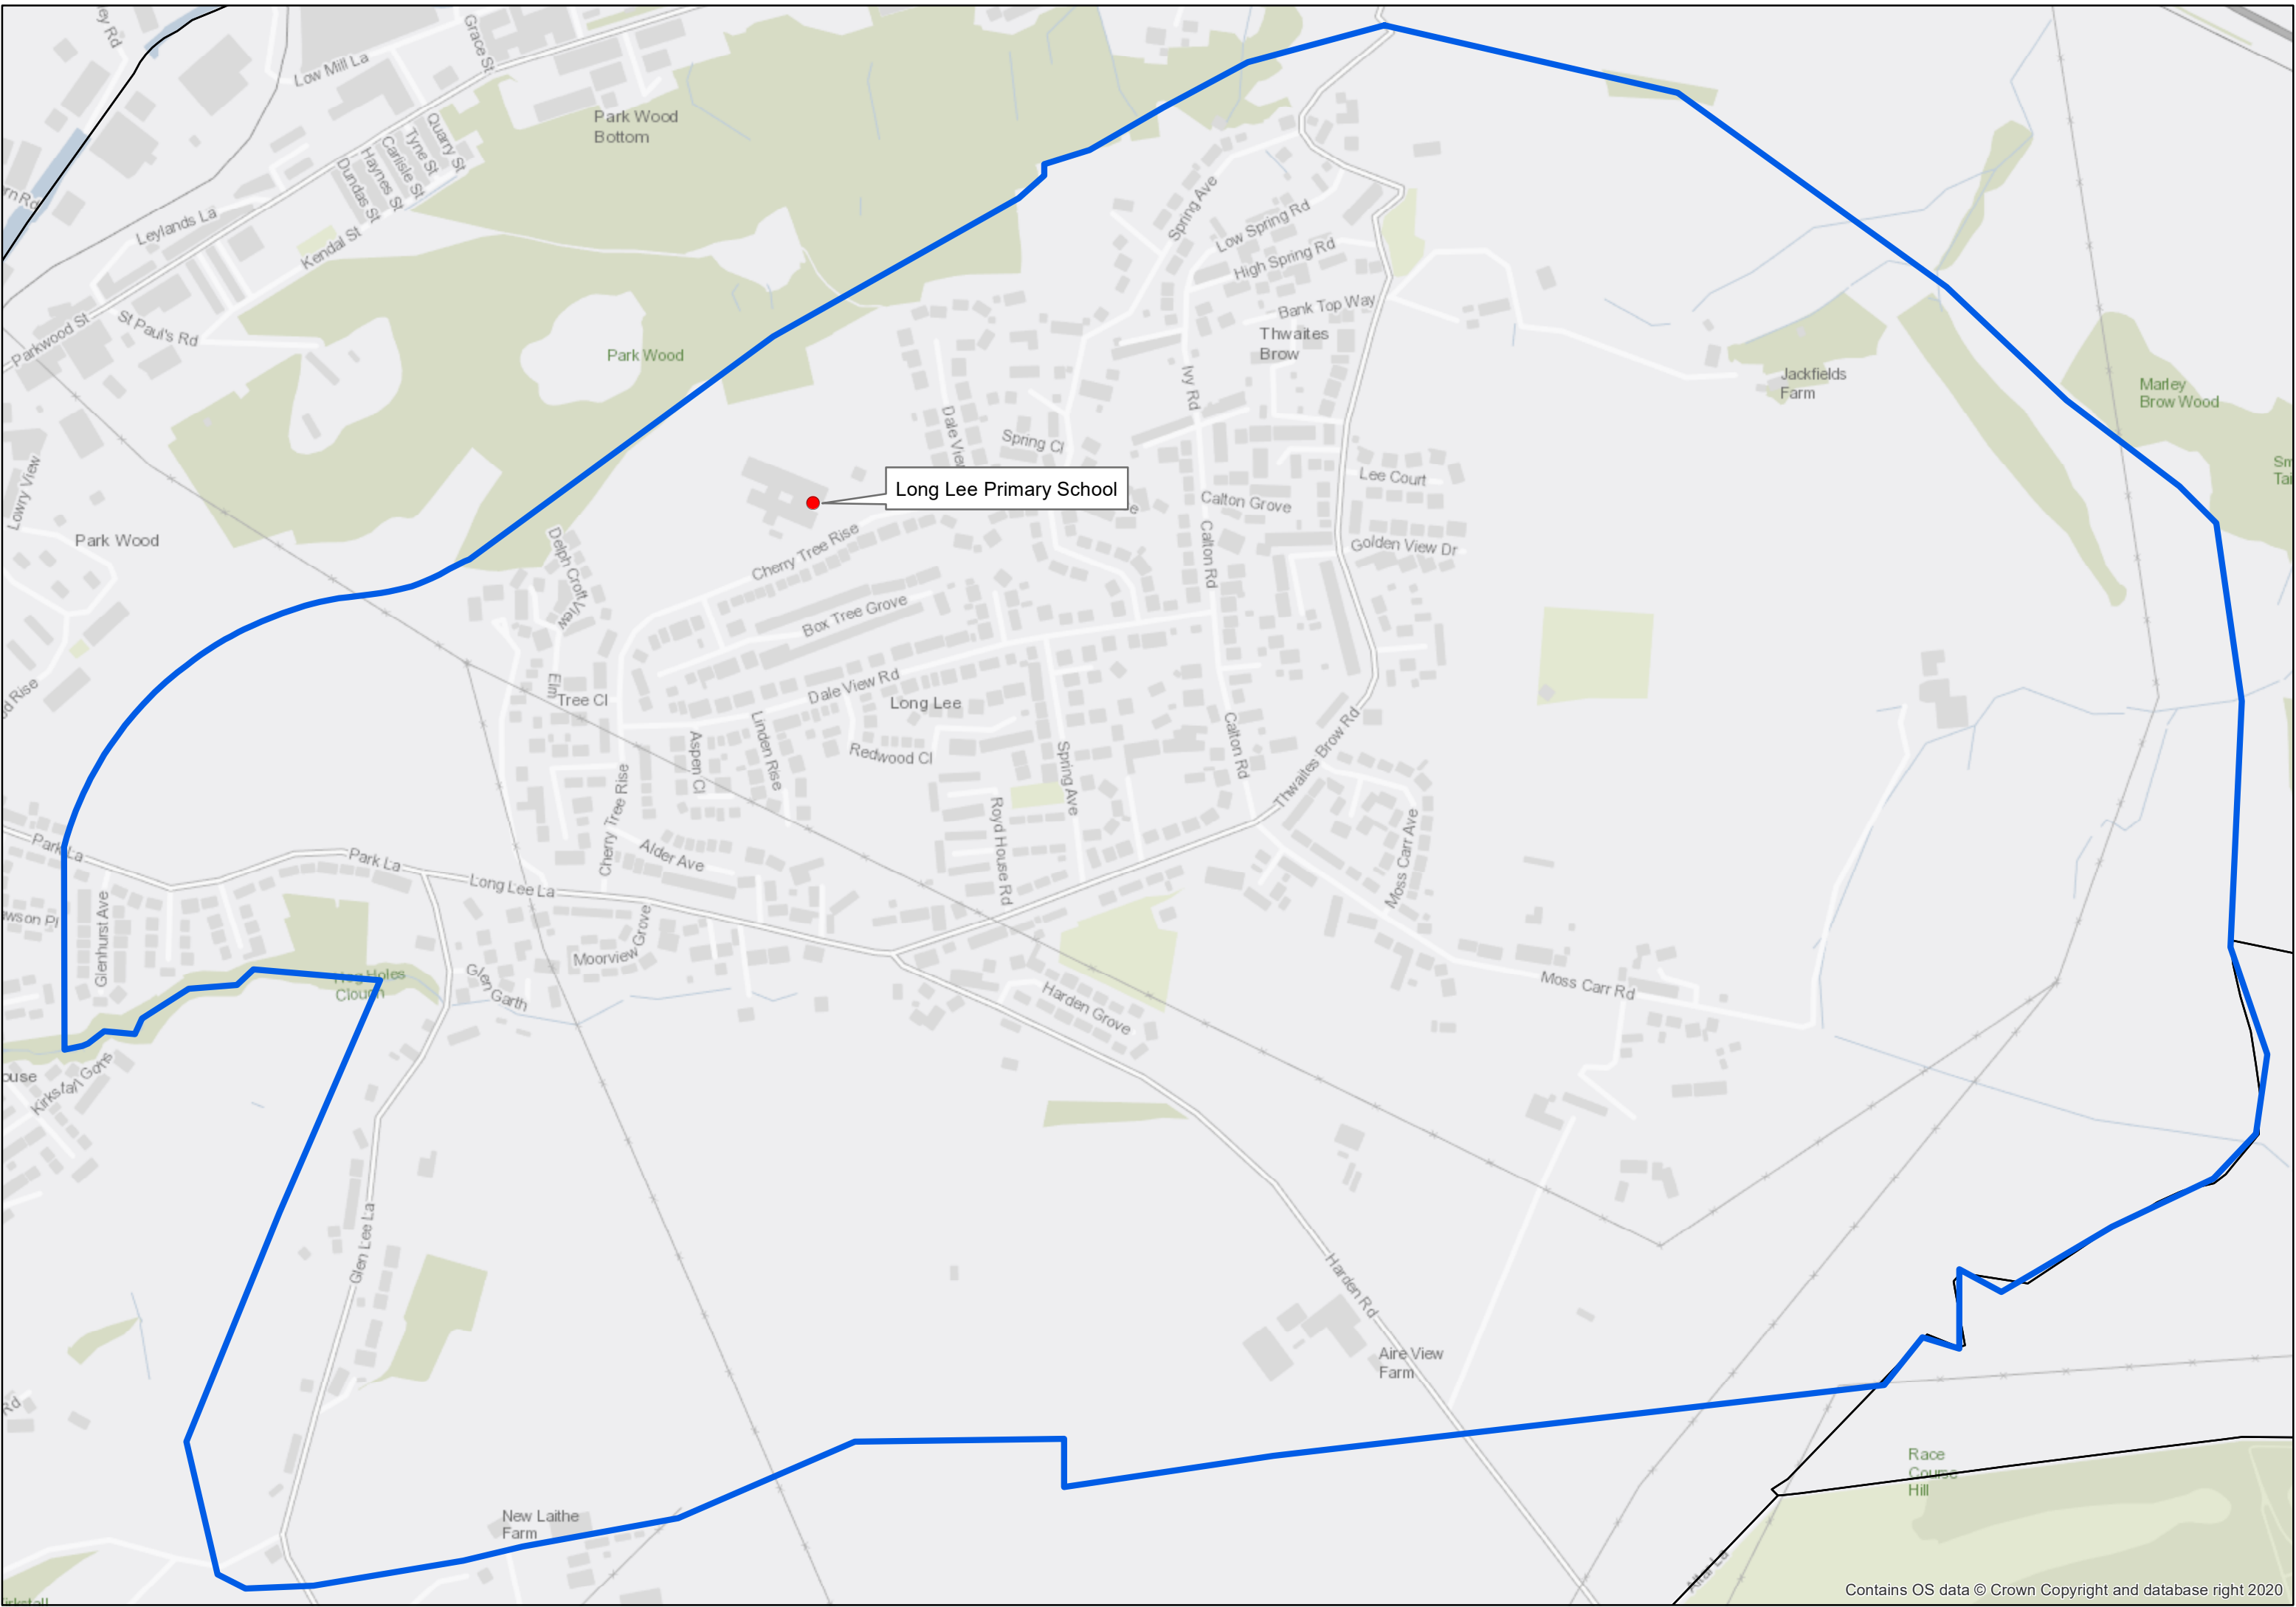 Grace St
Low Mill La
Park Wood
Bottom
Quarry St
Tyne St
Carlisle St
Haynes St
Dundas St
Leylands La
Kendal St
Spring Ave
Low Spring Rd
High Spring Rd
Bank Top Way
Thwaites
Brow
Parkwood St
St Paul's Rd
Park Wood
Ivy Rd
Jackfields
Farm
Marley
Brow Wood
Dale View
Spring Cl
Lowry View
Long Lee Primary School
Lee Court
Calton Grove
Park Wood
Delph Croft
View
Cherry Tree Rise
Calton Rd
Golden View Dr
Box Tree Grove
Elm
Tree Cl
Dale View Rd
Long Lee
Linden Rise
Aspen Cl
Redwood Cl
Spring Ave
Calton Rd
Thwaites Brow Rd
Cherry Tree Rise
Royd House Rd
Moss Carr Ave
Park La
Park La
Alder Ave
Long Lee La
Glenhurst Ave
Moorview Grove
Glen
Garth
Holes
Clough
Harden Grove
Moss Carr Rd
Kirkstall Gdns
Glen Lee La
Harden Rd
Aire View
Farm
Race
Course
Hill
New Laithe
Farm
Altar La
Contains OS data © Crown Copyright and database right 2020